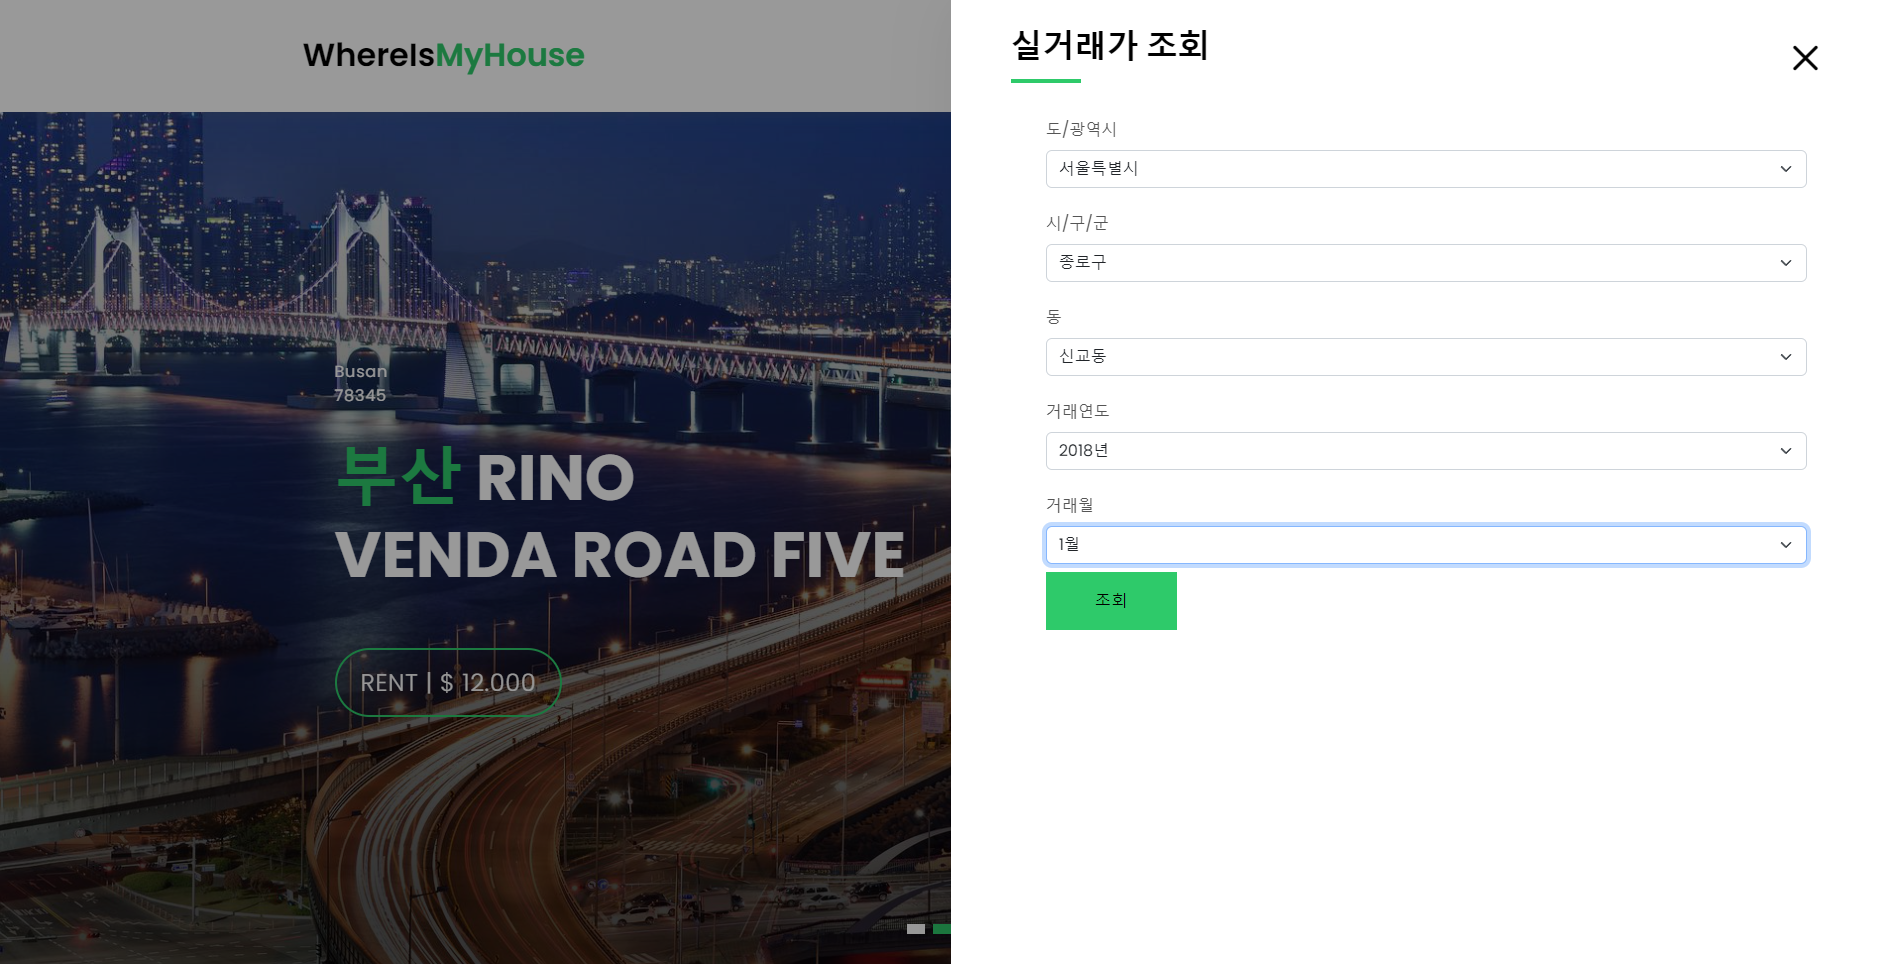 WhereIsMyHouse
Busan
78345
부산 RINO
VENDA ROAD FIVE
RENT | $ 12.000
실거래가 조회
도/광역시
서울특별시
시/구/군
종로구
동
신교동
거래연도
2018년
거래월
1월
조회